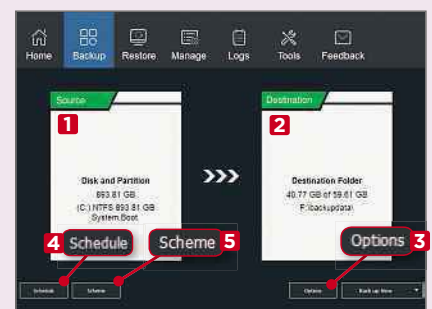 Home Backup Restore Manage Logs Tools Feedback
Source
1
Disk and Partition
893.81 GB
(C:) NTFS 893.81 GB
System,Boot
Destination
2
Destination Folder
40.77 GB of 59.61 GB
F:\backupdata\
4 Schedule
Scheme 5
Options 3
Schedule
Scheme
Options
Back up Now